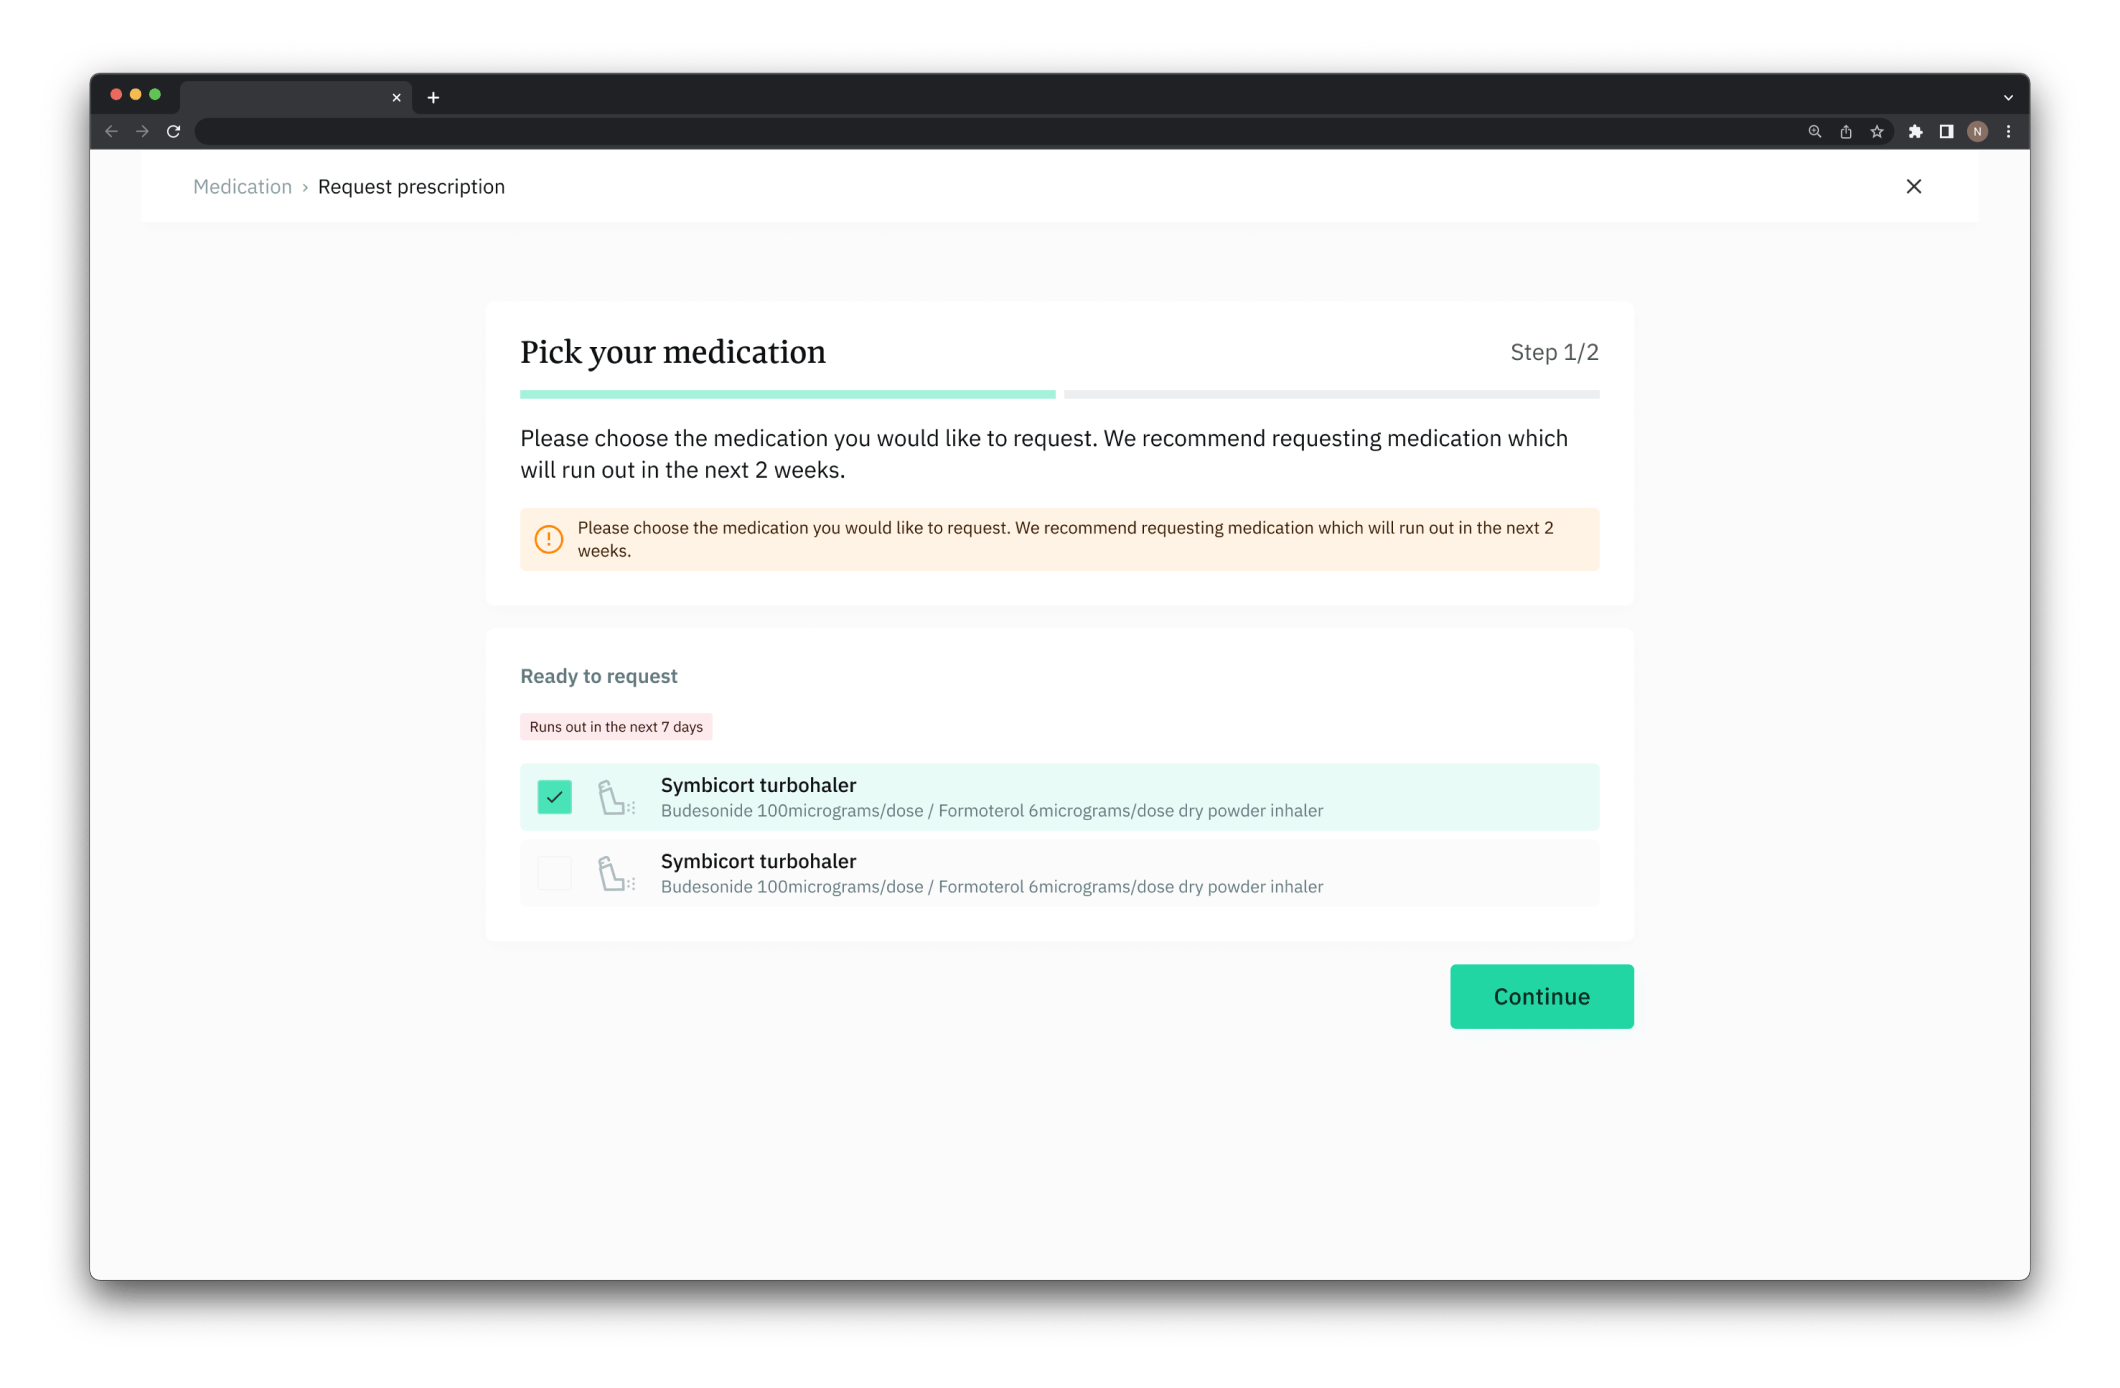 N
Medication › Request prescription
Pick your medication
Step 1/2
Please choose the medication you would like to request. We recommend requesting medication which
will run out in the next 2 weeks.
Please choose the medication you would like to request. We recommend requesting medication which will run out in the next 2
weeks.
Ready to request
Runs out in the next 7 days
Symbicort turbohaler
Budesonide 100micrograms/dose / Formoterol 6micrograms/dose dry powder inhaler
Symbicort turbohaler
Budesonide 100micrograms/dose / Formoterol 6micrograms/dose dry powder inhaler
Continue